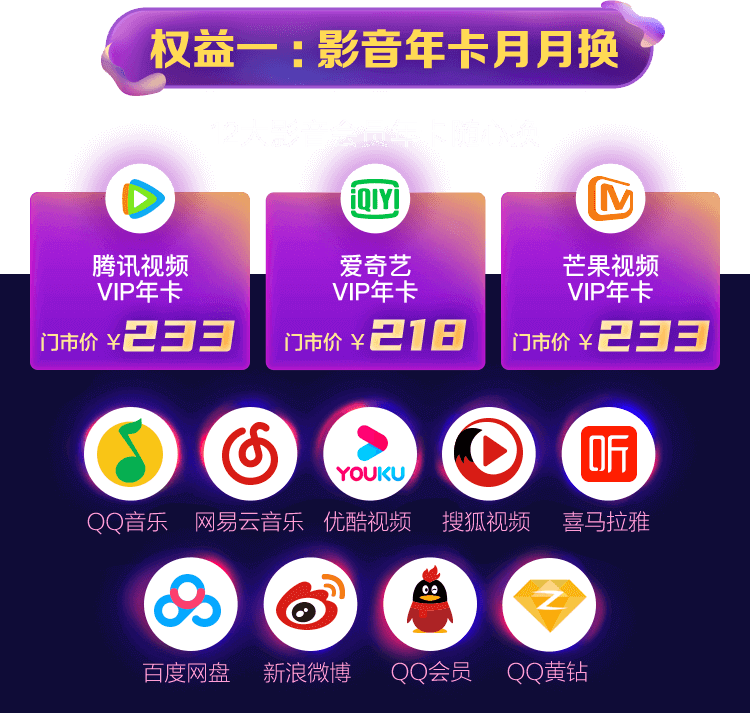 权益一：影音年卡月月换
iQIYI
腾讯视频
VIP年卡
门市价 ¥233
爱奇艺
VIP年卡
门市价 ¥218
芒果视频
VIP年卡
门市价 ¥233
YOUKU
听
QQ音乐
网易云音乐
优酷视频
搜狐视频
喜马拉雅
百度网盘
新浪微博
QQ会员
QQ黄钻